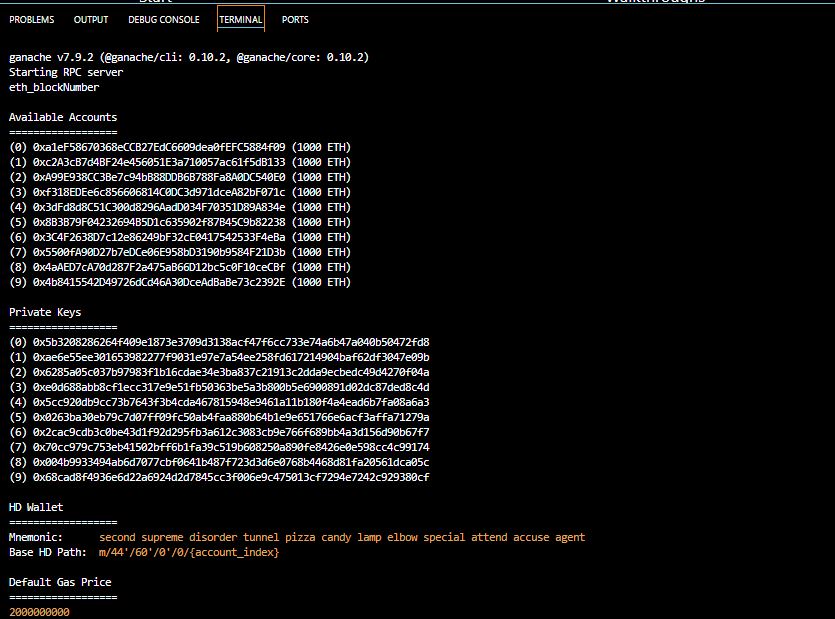 PROBLEMS OUTPUT DEBUG CONSOLE TERMINAL PORTS
ganache v7.9.2 (@ganache/cli: 0.10.2, @ganache/core: 0.10.2)
Starting RPC server
eth_blockNumber
Available Accounts
==================
(0) 0xa1eF58670368eCCB27EdC6609dea0fEFC5884f09 (1000 ETH)
(1) 0xc2A3cB7d4BF24e456051E3a710057ac61f5dB133 (1000 ETH)
(2) 0xA99E938CC3Be7c94bB88DDB6B788Fa8A0DC540E0 (1000 ETH)
(3) 0xf318EDEe6c856606814C0DC3d971dceA82bF071c (1000 ETH)
(4) 0x3dFd8d8C51C300d8296AadD034F70351D89A834e (1000 ETH)
(5) 0x8B3B79F04232694B5D1c635902f87B45C9b82238 (1000 ETH)
(6) 0x3C4F2638D7c12e86249bF32cE0417542533F4eBa (1000 ETH)
(7) 0x5500fA90D27b7eDCe06E958bD3190b9584F21D3b (1000 ETH)
(8) 0x4aAED7cA70d287F2a475aB66D12bc5c0F10ceCBf (1000 ETH)
(9) 0x4b8415542D49726dCd46A30DceAdBaBe73c2392E (1000 ETH)
Private Keys
==================
(0) 0x5b3208286264f409e1873e3709d3138acf47f6cc733e74a6b47a040b50472fd8
(1) 0xae6e55ee301653982277f9031e97e7a54ee258fd617214904baf62df3047e09b
(2) 0x6285a05c037b97983f1b16cdae34e3ba837c21913c2dda9ecbedc49d4270f04a
(3) 0xe0d688abb8cf1ecc317e9e51fb50363be5a3b800b5e6900891d02dc87ded8c4d
(4) 0x5cc920db9cc73b7643f3b4cda467815948e9461a11b180f4a4ead6b7fa08a6a3
(5) 0x0263ba30eb79c7d07ff09fc50ab4faa880b64b1e9e651766e6acf3affa71279a
(6) 0x2cac9cdb3c0be43d1f92d295fb3a612c3083cb9e766f689bb4a3d156d90b67f7
(7) 0x70cc979c753eb41502bff6b1fa39c519b608250a890fe8426e0e598cc4c99174
(8) 0x004b9933494ab6d7077cbf0641b487f723d3d6e0768b4468d81fa20561dca05c
(9) 0x68cad8f4936e6d22a6924d2d7845cc3f006e9c475013cf7294e7242c929380cf
HD Wallet
==================
Mnemonic: second supreme disorder tunnel pizza candy lamp elbow special attend accuse agent
Base HD Path: m/44'/60'/0'/0/{account_index}
Default Gas Price
==================
2000000000